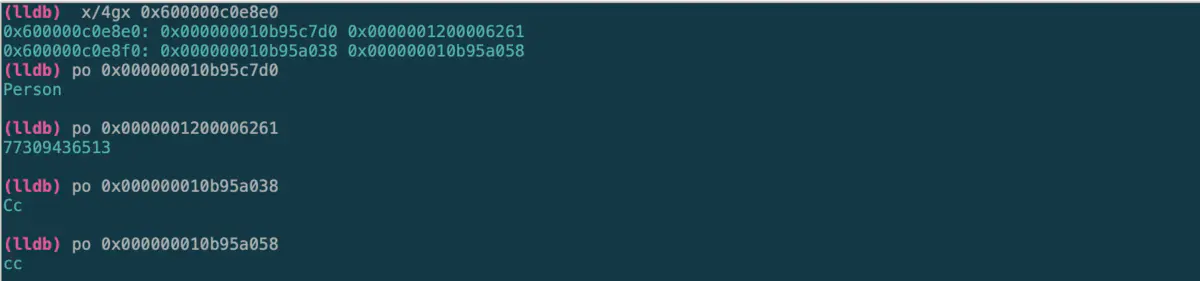 (lldb)  x/4gx 0x600000c0e8e0
0x600000c0e8e0: 0x000000010b95c7d0 0x0000001200006261
0x600000c0e8f0: 0x000000010b95a038 0x000000010b95a058
(lldb) po 0x000000010b95c7d0
Person
(lldb) po 0x0000001200006261
77309436513
(lldb) po 0x000000010b95a038
Cc
(lldb) po 0x000000010b95a058
cc